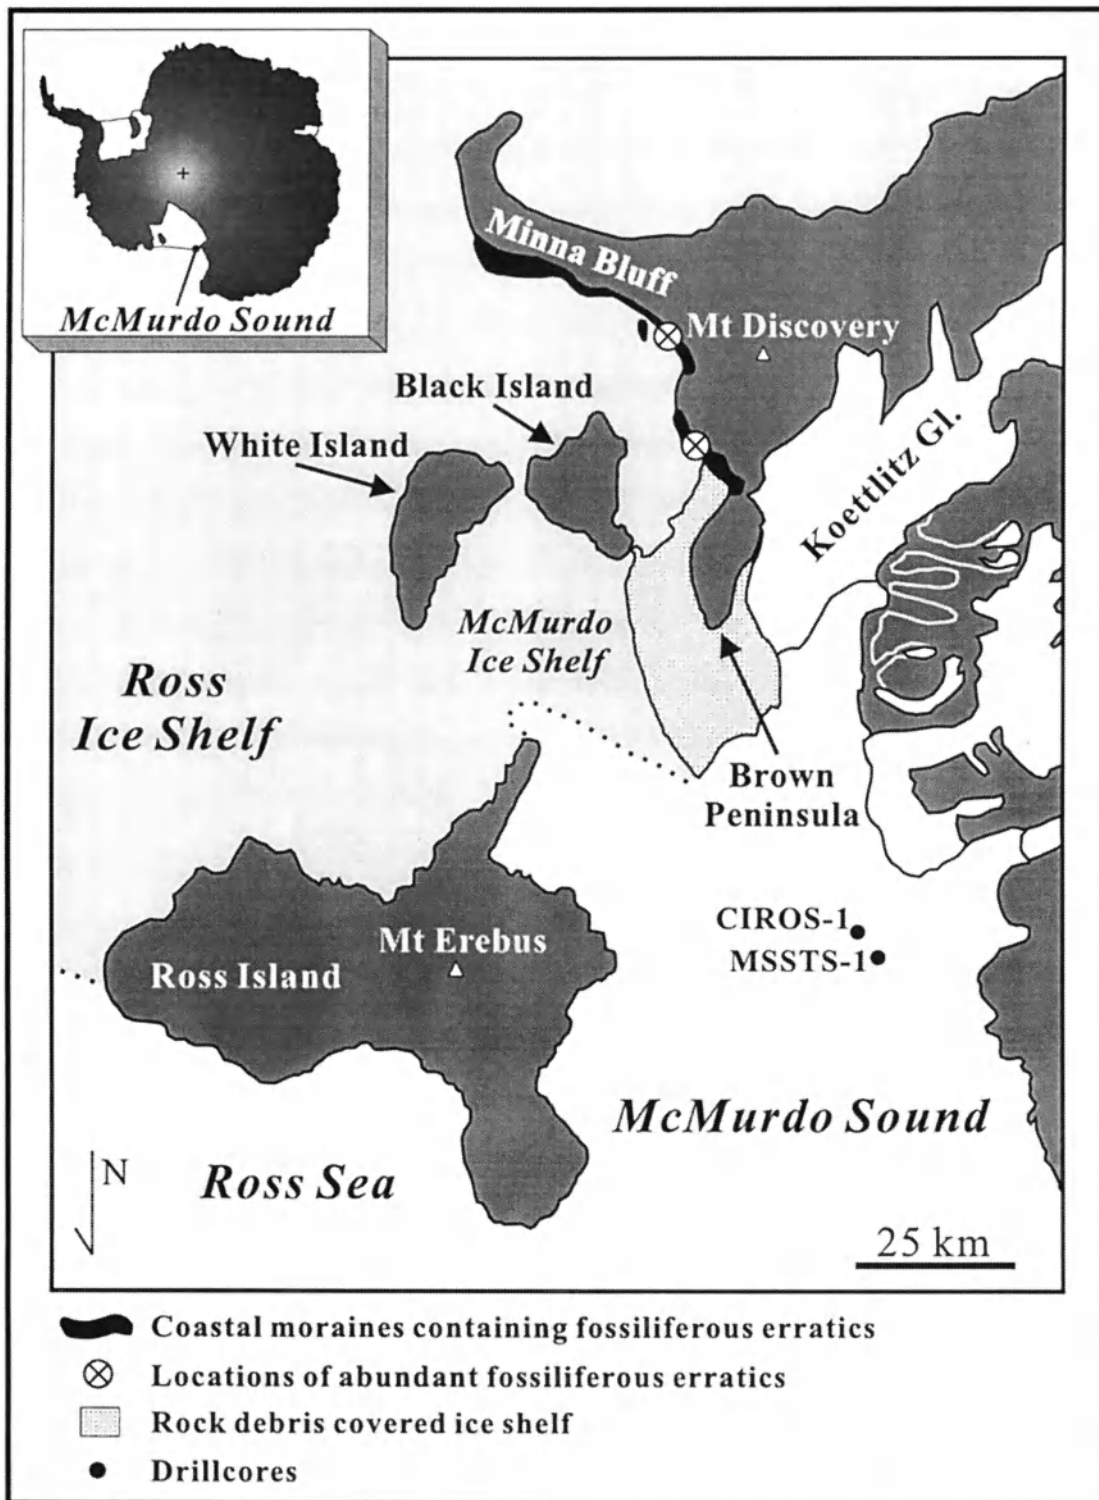 McMurdo Sound
Minna Bluff
Mt Discovery
Black Island
White Island
Koettlitz Gl.
McMurdo
Ice Shelf
Ross
Ice Shelf
Brown
Peninsula
CIROS-1
MSSTS-1
Mt Erebus
Ross Island
McMurdo Sound
Ross Sea
N
25 km
Coastal moraines containing fossiliferous erratics
Locations of abundant fossiliferous erratics
Rock debris covered ice shelf
Drillcores